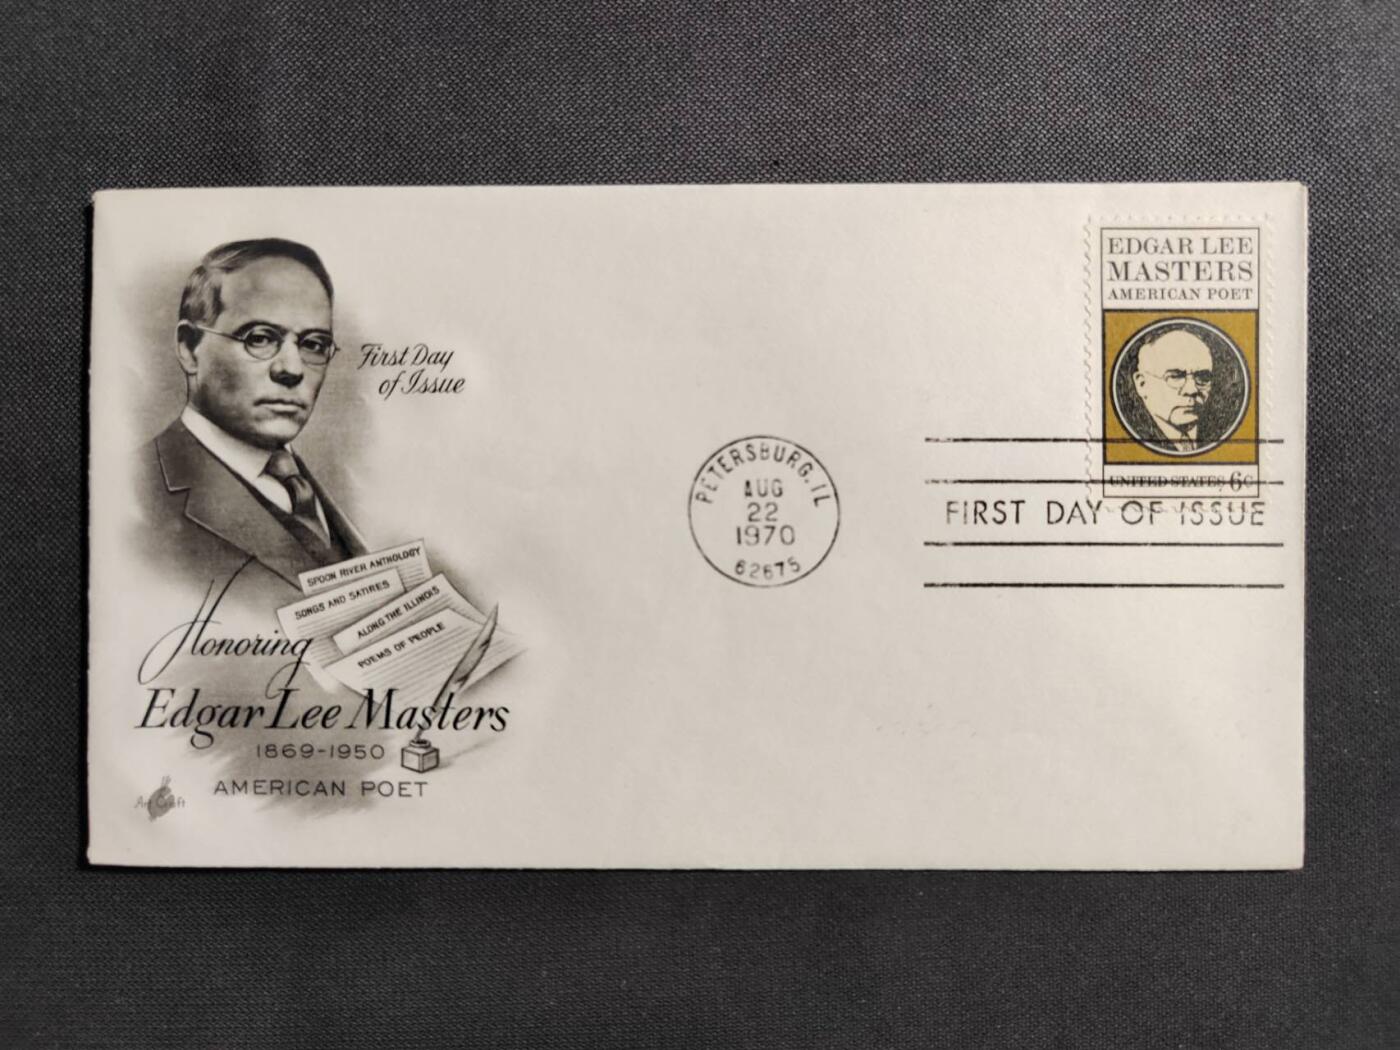 First Day
of Issue
SPOON RIVER ANTHOLOGY
SONGS AND SATIRES
ALONG THE ILLINOIS
POEMS OF PEOPLE
Honoring
Edgar Lee Masters
1869-1950
AMERICAN POET
Art Craft
PETERSBURG, IL
AUG
22
1970
62675
EDGAR LEE
MASTERS
AMERICAN POET
UNITED STATES 6c
FIRST DAY OF ISSUE